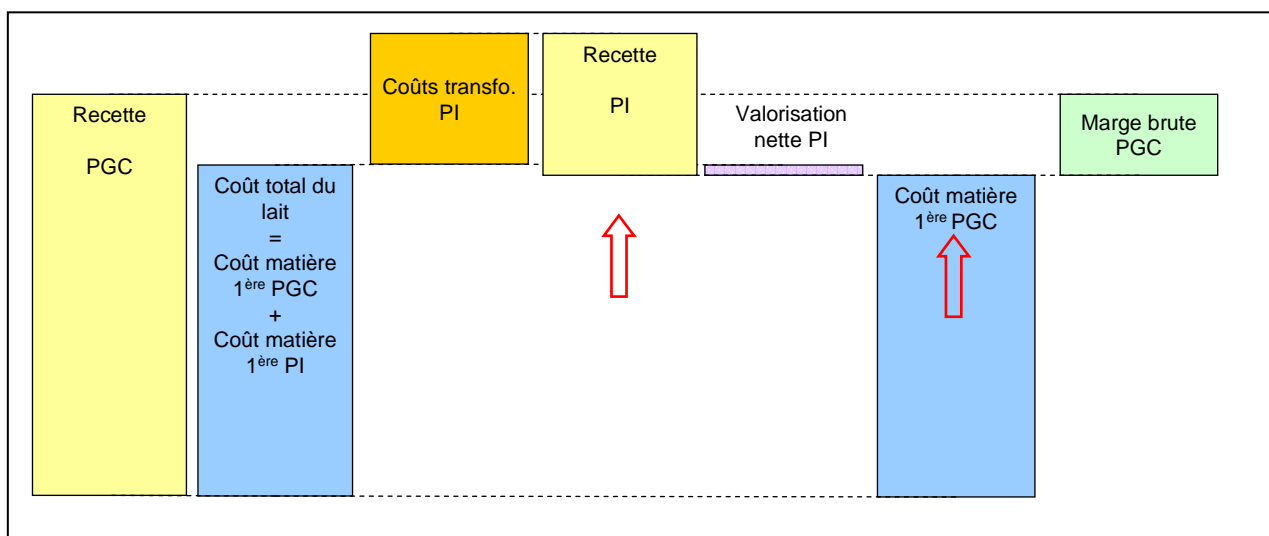 Recette
PGC
Coût total du
lait
=
Coût matière
1ère PGC
+
Coût matière
1ère PI
Coûts transfo.
PI
Recette
PI
Valorisation
nette PI
Coût matière
1ère PGC
Marge brute
PGC